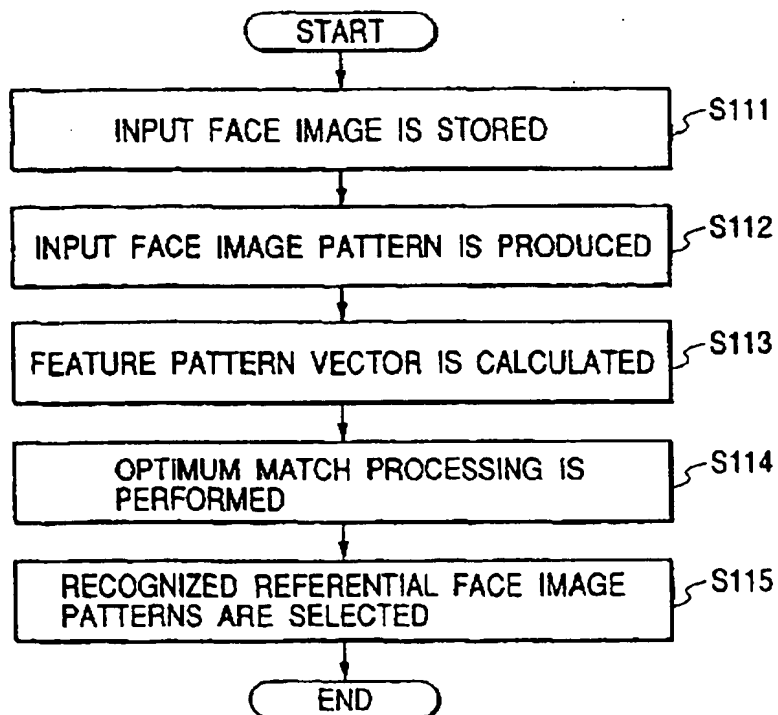 START
INPUT FACE IMAGE IS STORED
S111
INPUT FACE IMAGE PATTERN IS PRODUCED
S112
FEATURE PATTERN VECTOR IS CALCULATED
S113
OPTIMUM MATCH PROCESSING IS
PERFORMED
S114
RECOGNIZED REFERENTIAL FACE IMAGE
PATTERNS ARE SELECTED
S115
END